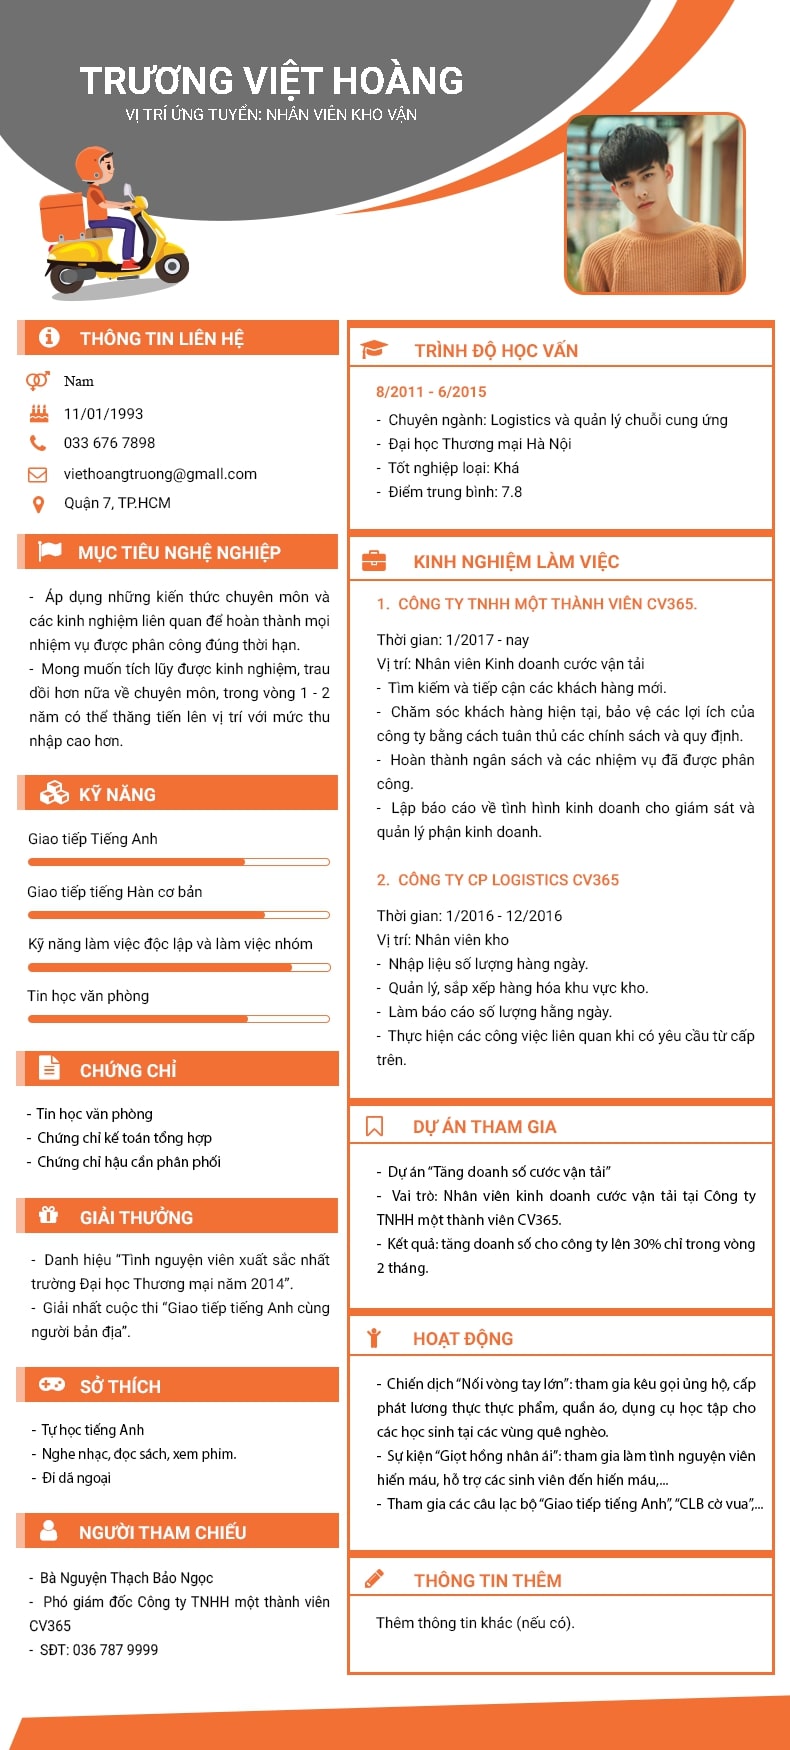 TRƯƠNG VIỆT HOÀNG
VỊ TRÍ ỨNG TUYỂN: NHÂN VIÊN KHO VẬN
THÔNG TIN LIÊN HỆ
Nam
11/01/1993
033 676 7898
viethoangtruong@gmall.com
Quận 7, TP.HCM
MỤC TIÊU NGHỀ NGHIỆP
- Áp dụng những kiến thức chuyên môn và
các kinh nghiệm liên quan để hoàn thành mọi
nhiệm vụ được phân công đúng thời hạn.
- Mong muốn tích lũy được kinh nghiệm, trau
dồi hơn nữa về chuyên môn, trong vòng 1 - 2
năm có thể thăng tiến lên vị trí với mức thu
nhập cao hơn.
KỸ NĂNG
Giao tiếp Tiếng Anh
Giao tiếp tiếng Hàn cơ bản
Kỹ năng làm việc độc lập và làm việc nhóm
Tin học văn phòng
CHỨNG CHỈ
- Tin học văn phòng
- Chứng chỉ kế toán tổng hợp
- Chứng chỉ hậu cần phân phối
GIẢI THƯỞNG
- Danh hiệu “Tình nguyện viên xuất sắc nhất
trường Đại học Thương mại năm 2014”.
- Giải nhất cuộc thi “Giao tiếp tiếng Anh cùng
người bản địa”.
SỞ THÍCH
- Tự học tiếng Anh
- Nghe nhạc, đọc sách, xem phim.
- Đi dã ngoại
NGƯỜI THAM CHIẾU
- Bà Nguyện Thạch Bảo Ngọc
- Phó giám đốc Công ty TNHH một thành viên
CV365
- SĐT: 036 787 9999
TRÌNH ĐỘ HỌC VẤN
8/2011 - 6/2015
- Chuyên ngành: Logistics và quản lý chuỗi cung ứng
- Đại học Thương mại Hà Nội
- Tốt nghiệp loại: Khá
- Điểm trung bình: 7.8
KINH NGHIỆM LÀM VIỆC
1. CÔNG TY TNHH MỘT THÀNH VIÊN CV365.
Thời gian: 1/2017 - nay
Vị trí: Nhân viên Kinh doanh cước vận tải
- Tìm kiếm và tiếp cận các khách hàng mới.
- Chăm sóc khách hàng hiện tại, bảo vệ các lợi ích của
công ty bằng cách tuân thủ các chính sách và quy định.
- Hoàn thành ngân sách và các nhiệm vụ đã được phân
công.
- Lập báo cáo về tình hình kinh doanh cho giám sát và
quản lý phận kinh doanh.
2. CÔNG TY CP LOGISTICS CV365
Thời gian: 1/2016 - 12/2016
Vị trí: Nhân viên kho
- Nhập liệu số lượng hàng ngày.
- Quản lý, sắp xếp hàng hóa khu vực kho.
- Làm báo cáo số lượng hằng ngày.
- Thực hiện các công việc liên quan khi có yêu cầu từ cấp
trên.
DỰ ÁN THAM GIA
- Dự án “Tăng doanh số cước vận tải”
- Vai trò: Nhân viên kinh doanh cước vận tải tại Công ty
TNHH một thành viên CV365.
- Kết quả: tăng doanh số cho công ty lên 30% chỉ trong vòng
2 tháng.
HOẠT ĐỘNG
- Chiến dịch “Nối vòng tay lớn”: tham gia kêu gọi ủng hộ, cấp
phát lương thực thực phẩm, quần áo, dụng cụ học tập cho
các học sinh tại các vùng quê nghèo.
- Sự kiện “Giọt hồng nhân ái”: tham gia làm tình nguyện viên
hiến máu, hỗ trợ các sinh viên đến hiến máu,...
- Tham gia các câu lạc bộ “Giao tiếp tiếng Anh”, “CLB cờ vua”,...
THÔNG TIN THÊM
Thêm thông tin khác (nếu có).